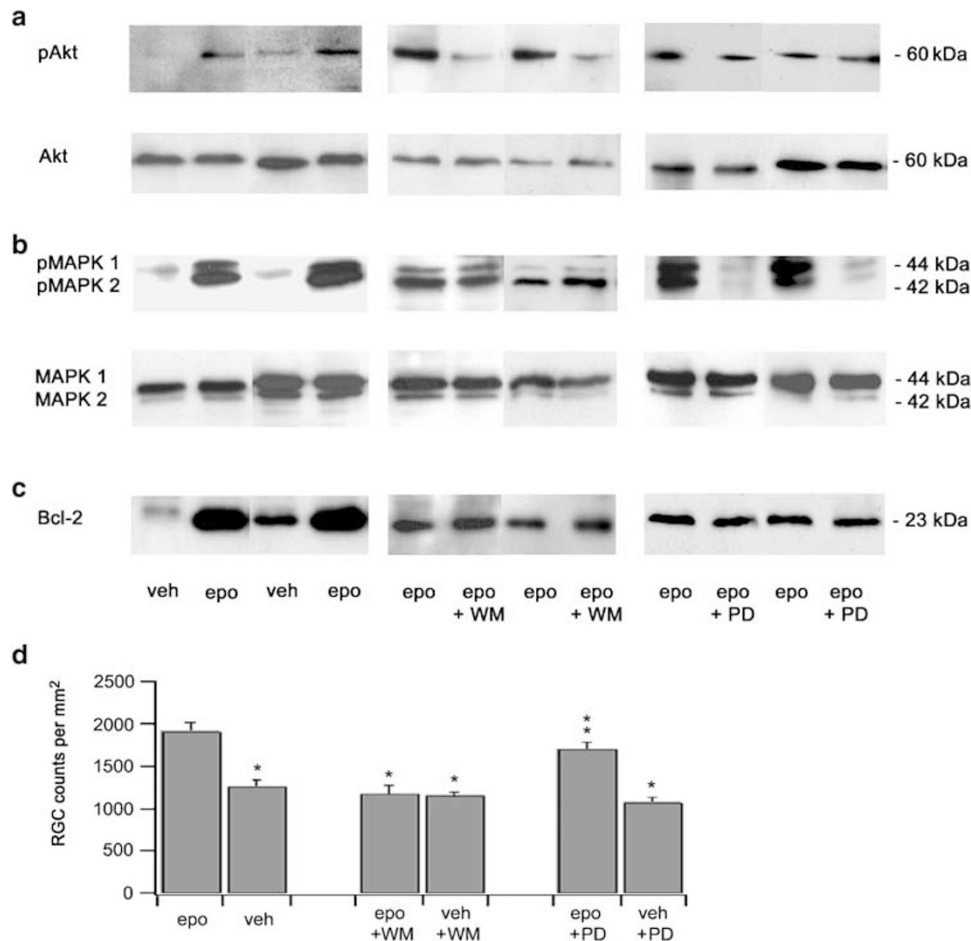 a
pAkt - 60 kDa
Akt - 60 kDa
b
pMAPK 1 - 44 kDa
pMAPK 2 - 42 kDa
MAPK 1 - 44 kDa
MAPK 2 - 42 kDa
c
Bcl-2 - 23 kDa
veh epo veh epo epo epo epo epo epo epo epo epo
+ WM + WM + PD + PD
d
RGC counts per mm²
2500
2000
1500
1000
500
0
* * * * * *
*
epo veh epo veh epo veh
+WM +WM +PD +PD